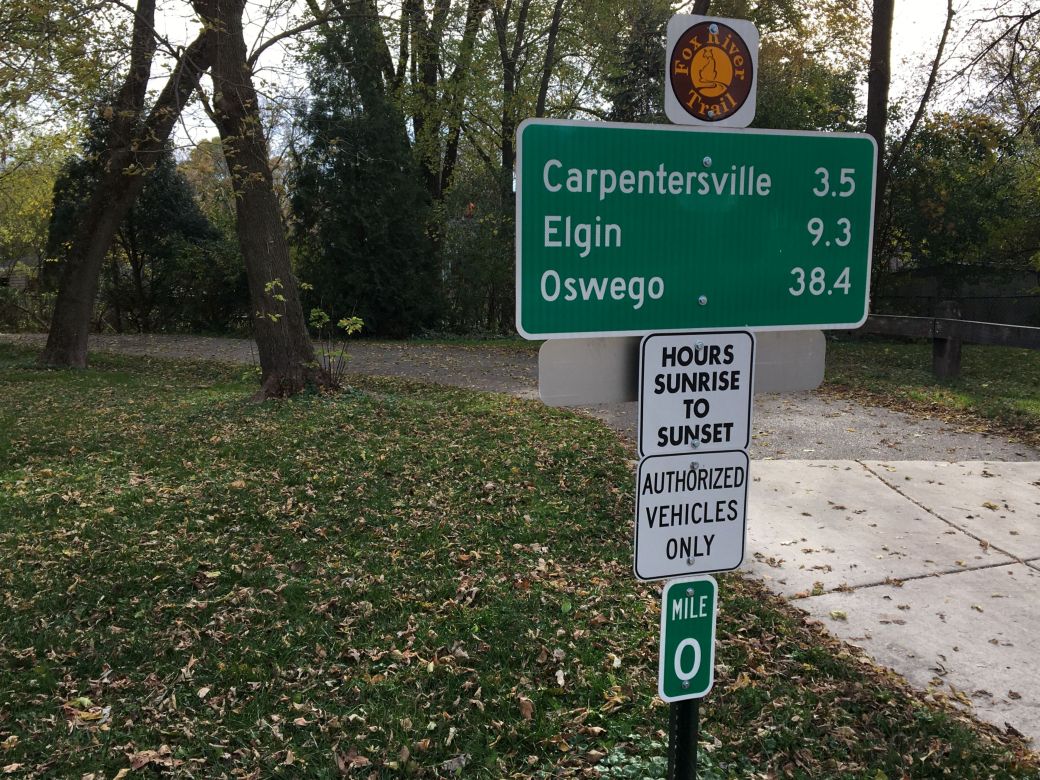 Fox River
Trail
Carpentersville 3.5
Elgin 9.3
Oswego 38.4
HOURS
SUNRISE
TO
SUNSET
AUTHORIZED
VEHICLES
ONLY
MILE
0